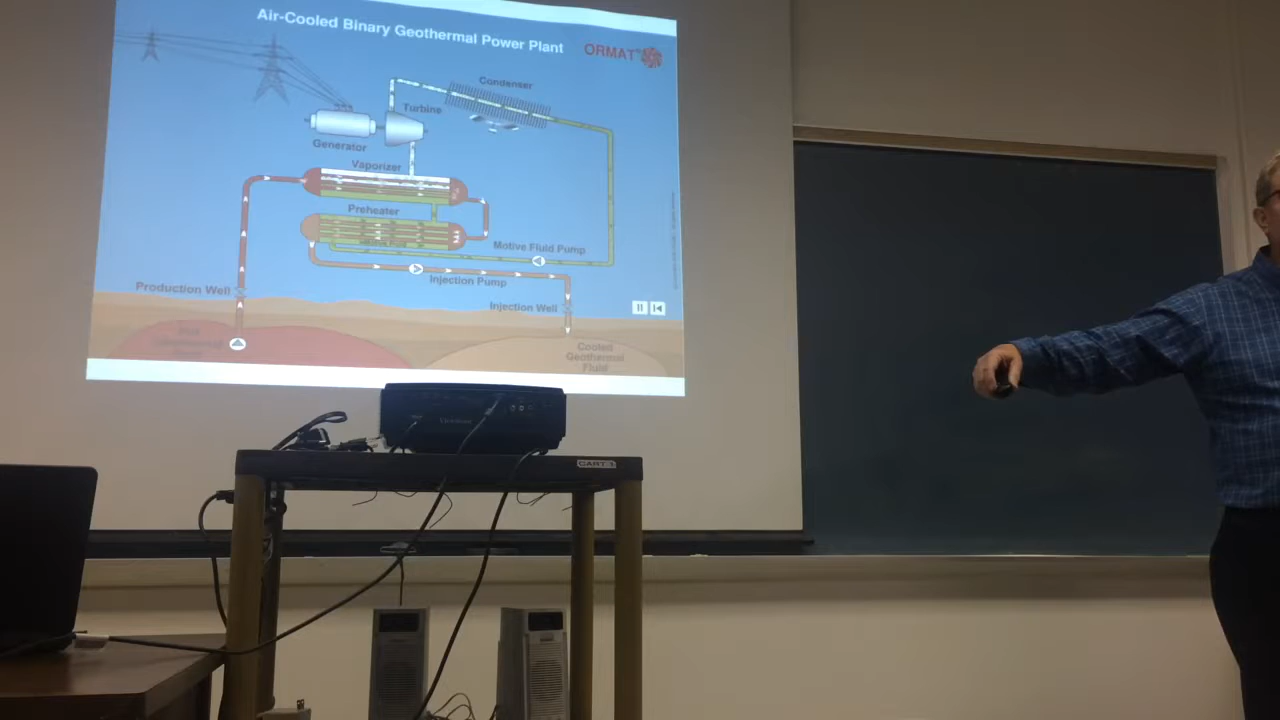 Air-Cooled Binary Geothermal Power Plant
ORMAT
Condenser
Turbine
Generator
Vaporizer
Preheater
Motive Fluid Pump
Injection Pump
Production Well
Injection Well
Cooled
Geothermal
Fluid
CART 1